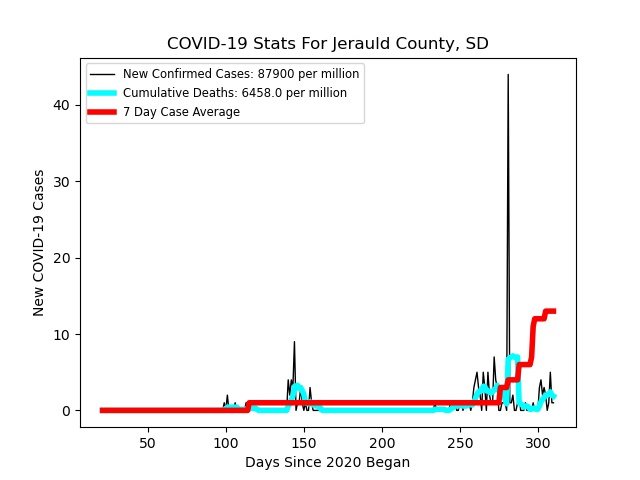 COVID-19 Stats For Jerauld County, SD
New Confirmed Cases: 87900 per million
Cumulative Deaths: 6458.0 per million
7 Day Case Average
New COVID-19 Cases
40
30
20
10
0
50 100 150 200 250 300
Days Since 2020 Began